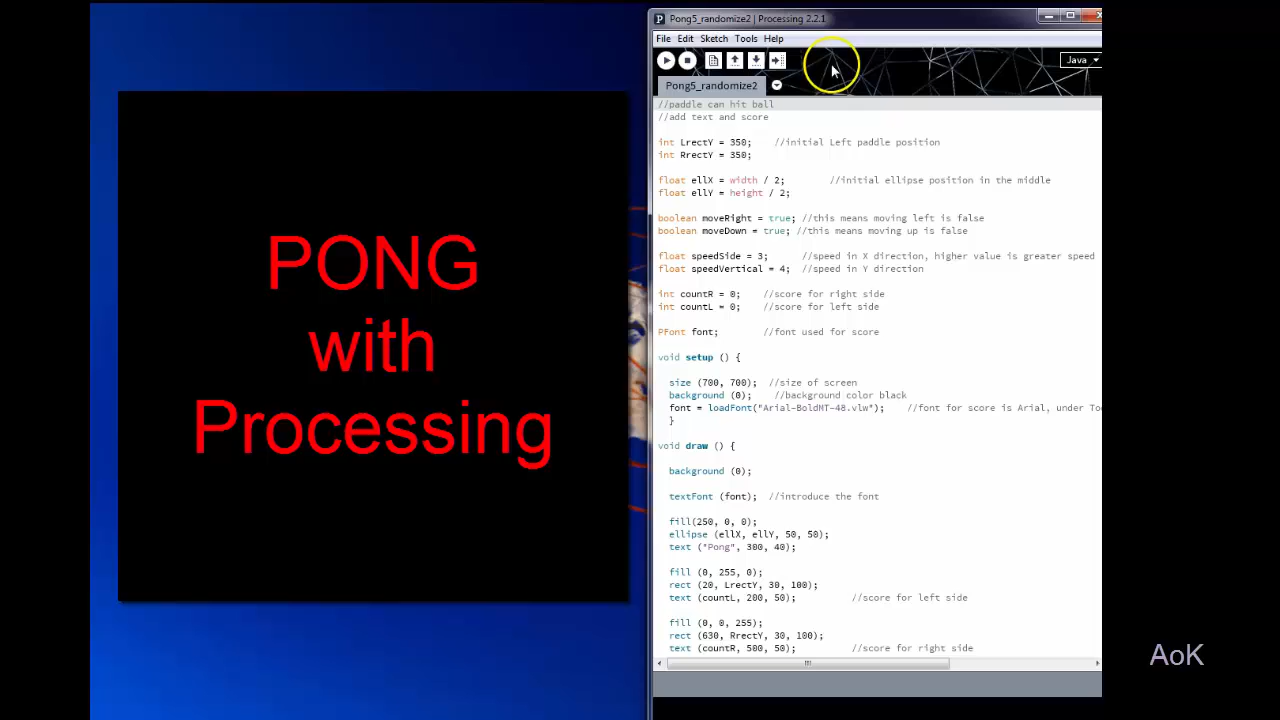 PONG
with
Processing
Pong5_randomize2 | Processing 2.2.1
File Edit Sketch Tools Help
Java
Pong5_randomize2
//paddle can hit ball
//add text and score
int LrectY = 350; //initial Left paddle position
int RrectY = 350;
float ellX = width / 2; //initial ellipse position in the middle
float ellY = height / 2;
boolean moveRight = true; //this means moving left is false
boolean moveDown = true; //this means moving up is false
float speedSide = 3; //speed in X direction, higher value is greater speed
float speedVertical = 4; //speed in Y direction
int countR = 0; //score for right side
int countL = 0; //score for left side
PFont font; //font used for score
void setup () {
size (700, 700); //size of screen
background (0); //background color black
font = loadFont("Arial-BoldMT-48.vlw"); //font for score is Arial, under To
}
void draw () {
background (0);
textFont (font); //introduce the font
fill(250, 0, 0);
ellipse (ellX, ellY, 50, 50);
text ("Pong", 300, 40);
fill (0, 255, 0);
rect (20, LrectY, 30, 100);
text (countL, 200, 50); //score for left side
fill (0, 0, 255);
rect (630, RrectY, 30, 100);
text (countR, 500, 50); //score for right side
AoK